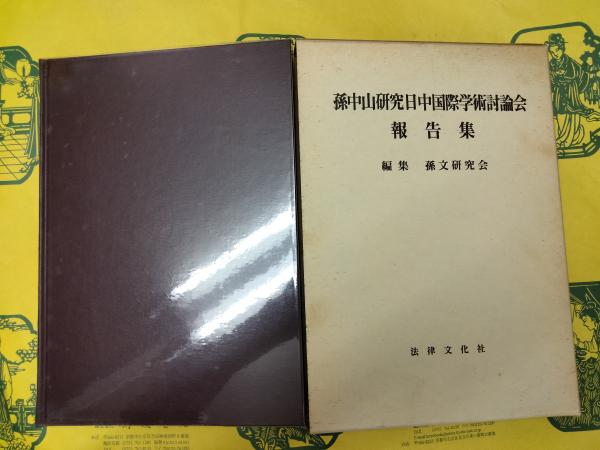 孫中山研究日中国際学術討論会
報告集
編集　孫文研究会
法律文化社